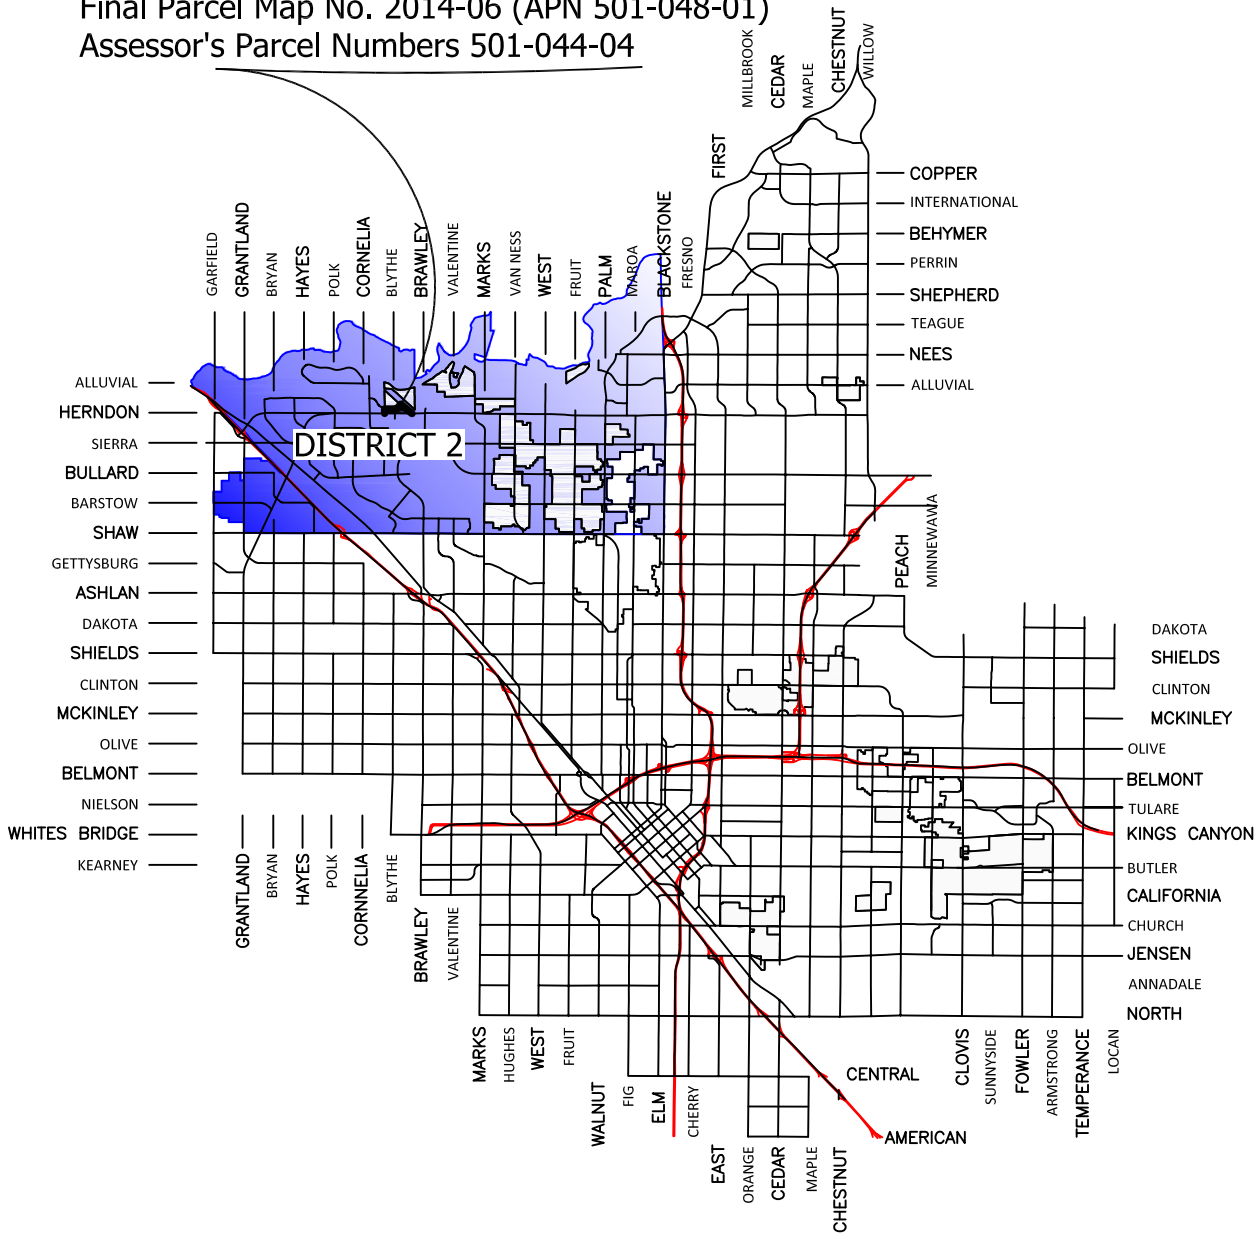 Final Parcel Map No. 2014-06 (APN 501-048-01)
Assessor's Parcel Numbers 501-044-04
MILLBROOK
CEDAR
MAPLE
CHESTNUT
WILLOW
FIRST
COPPER
INTERNATIONAL
BEHYMER
PERRIN
SHEPHERD
TEAGUE
NEES
ALLUVIAL
GARFIELD
GRANTLAND
BRYAN
HAYES
POLK
CORNELIA
BLYTHE
BRAWLEY
VALENTINE
MARKS
VAN NESS
WEST
FRUIT
PALM
MAROA
BLACKSTONE
FRESNO
ALLUVIAL
HERNDON
SIERRA
BULLARD
BARSTOW
SHAW
GETTYSBURG
ASHLAN
DAKOTA
SHIELDS
CLINTON
MCKINLEY
OLIVE
BELMONT
NIELSON
WHITES BRIDGE
KEARNEY
DISTRICT 2
PEACH
MINNEWAWA
DAKOTA
SHIELDS
CLINTON
MCKINLEY
OLIVE
BELMONT
TULARE
KINGS CANYON
BUTLER
CALIFORNIA
CHURCH
JENSEN
ANNADALE
NORTH
GRANTLAND
BRYAN
HAYES
POLK
CORNNELIA
BLYTHE
BRAWLEY
VALENTINE
MARKS
HUGHES
WEST
FRUIT
WALNUT
FIG
ELM
CHERRY
EAST
ORANGE
CEDAR
MAPLE
CHESTNUT
CENTRAL
AMERICAN
CLOVIS
SUNNYSIDE
FOWLER
ARMSTRONG
TEMPERANCE
LOCAN